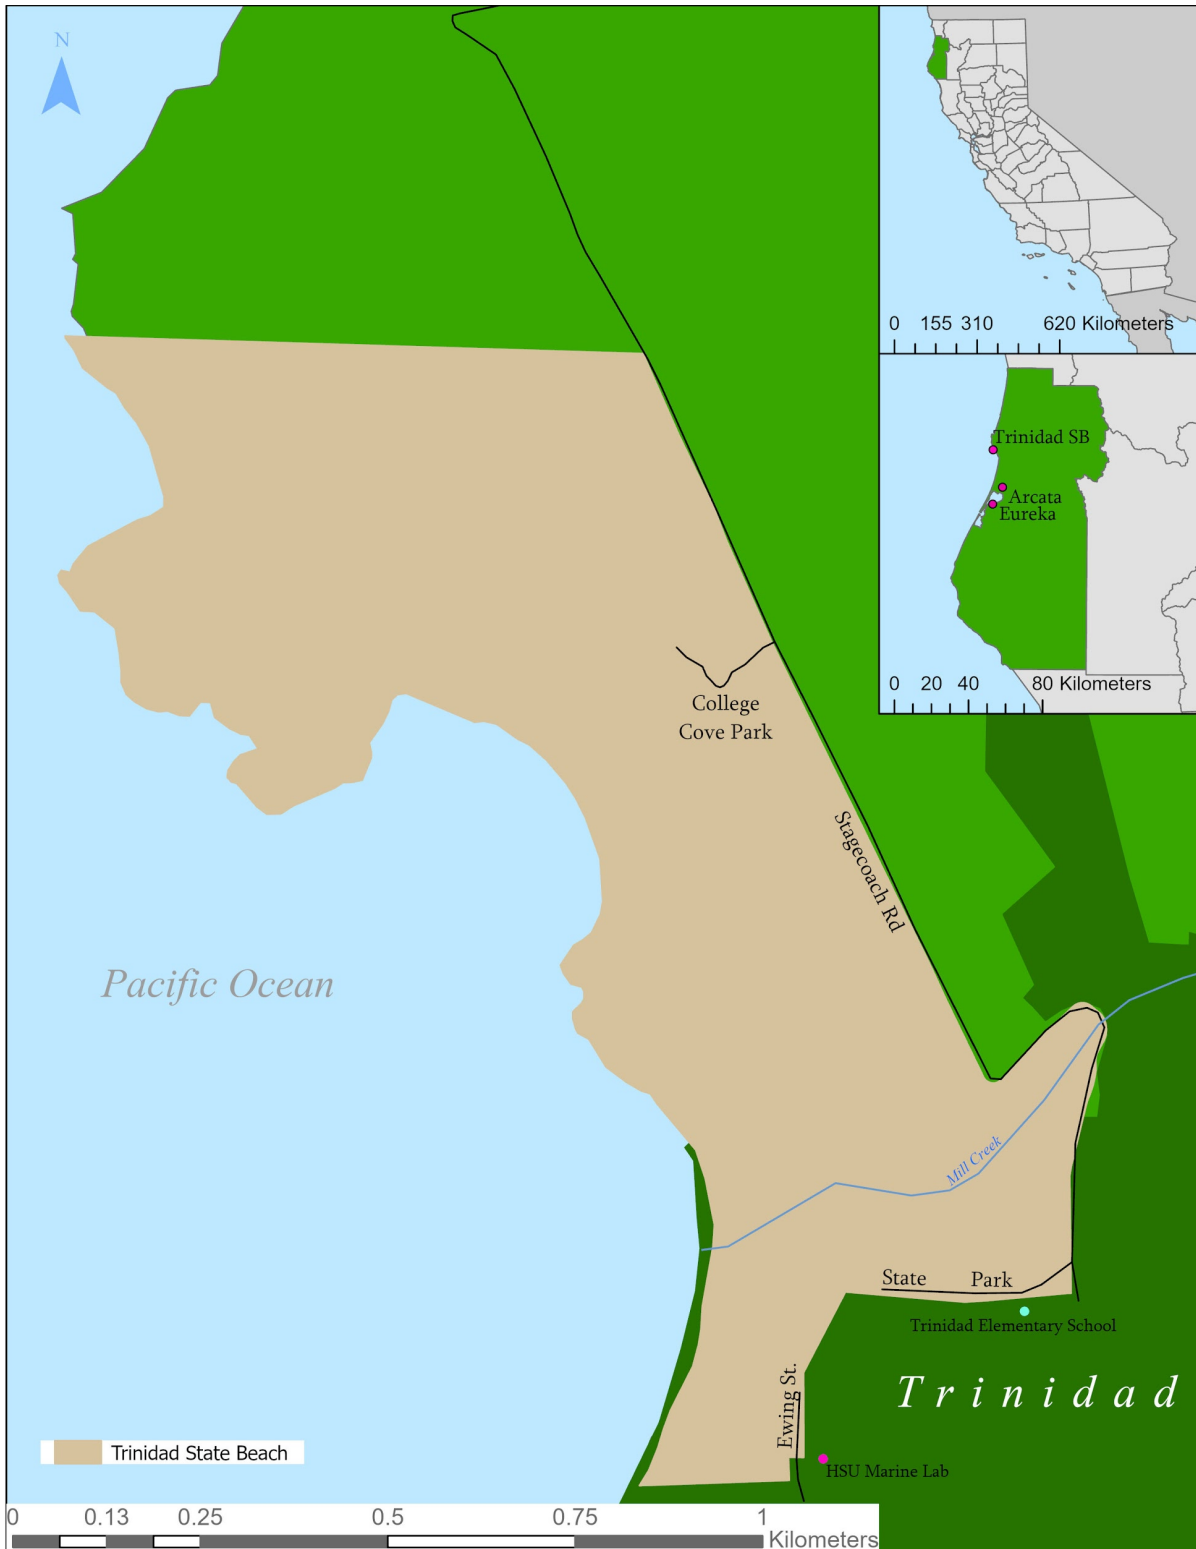 N
0 155 310 620 Kilometers
Trinidad SB
Arcata
Eureka
0 20 40 80 Kilometers
College
Cove Park
Stagecoach Rd
Pacific Ocean
Mill Creek
State Park
Trinidad Elementary School
Trinidad
Ewing St.
HSU Marine Lab
Trinidad State Beach
0 0.13 0.25 0.5 0.75 1
Kilometers